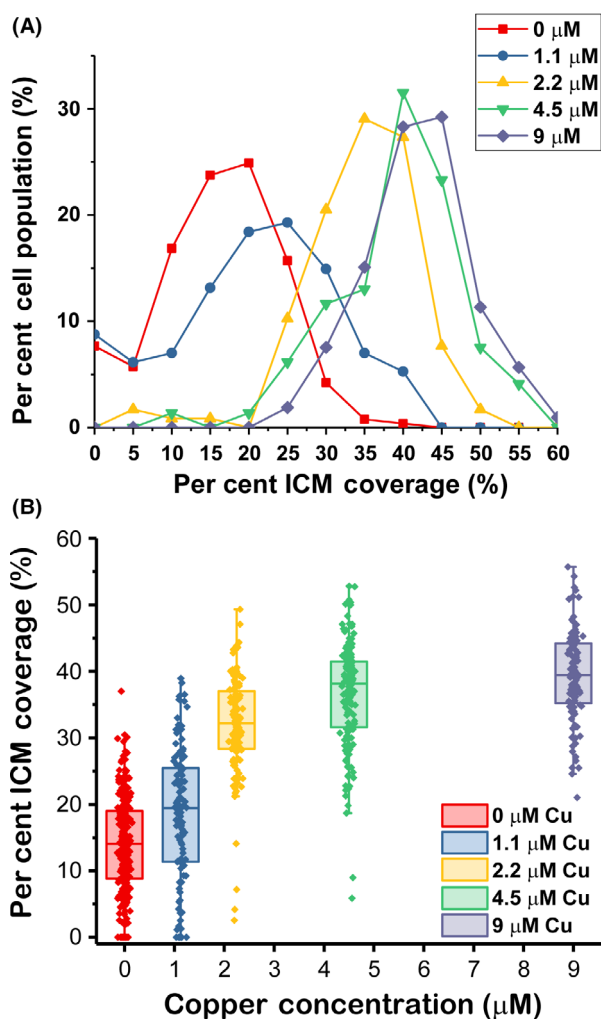 (A)
0 μM
1.1 μM
2.2 μM
4.5 μM
9 μM
Per cent cell population (%)
30
20
10
0
0 5 10 15 20 25 30 35 40 45 50 55 60
Per cent ICM coverage (%)
(B)
Per cent ICM coverage (%)
60
50
40
30
20
10
0
0 μM Cu
1.1 μM Cu
2.2 μM Cu
4.5 μM Cu
9 μM Cu
0 1 2 3 4 5 6 7 8 9
Copper concentration (μM)